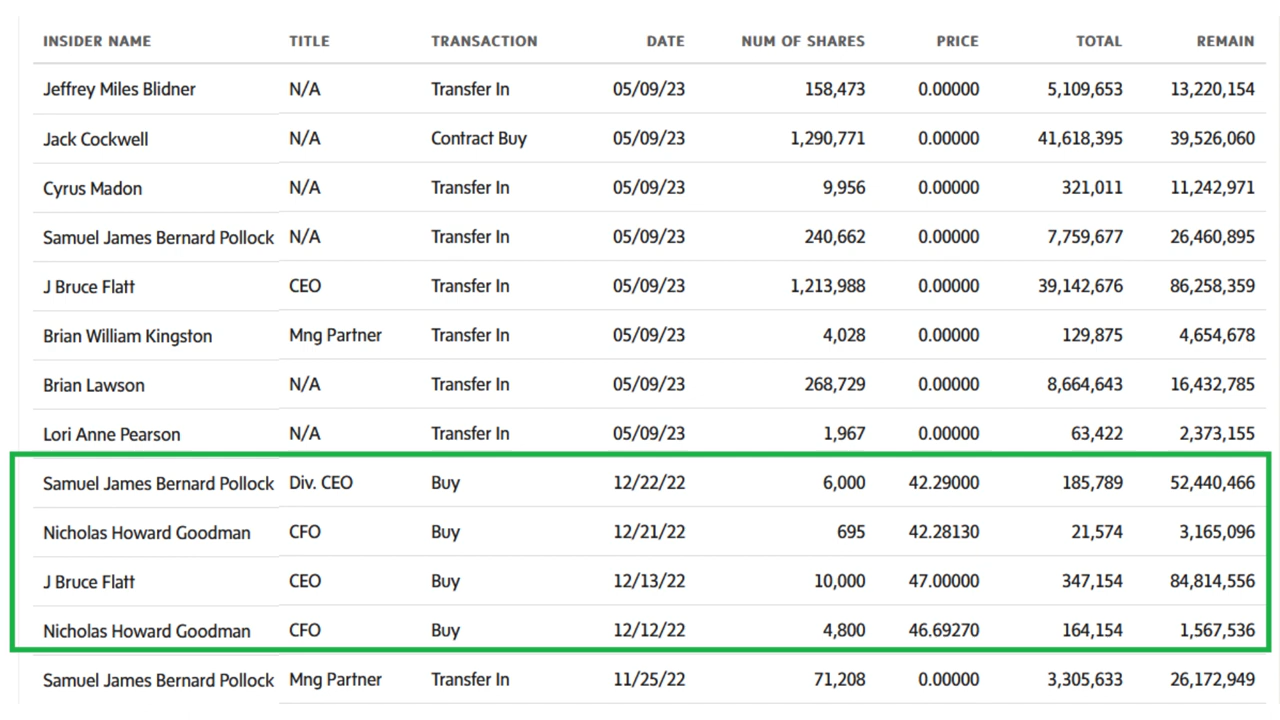 INSIDER NAME TITLE TRANSACTION DATE NUM OF SHARES PRICE TOTAL REMAIN
Jeffrey Miles Blidner N/A Transfer In 05/09/23 158,473 0.00000 5,109,653 13,220,154
Jack Cockwell N/A Contract Buy 05/09/23 1,290,771 0.00000 41,618,395 39,526,060
Cyrus Madon N/A Transfer In 05/09/23 9,956 0.00000 321,011 11,242,971
Samuel James Bernard Pollock N/A Transfer In 05/09/23 240,662 0.00000 7,759,677 26,460,895
J Bruce Flatt CEO Transfer In 05/09/23 1,213,988 0.00000 39,142,676 86,258,359
Brian William Kingston Mng Partner Transfer In 05/09/23 4,028 0.00000 129,875 4,654,678
Brian Lawson N/A Transfer In 05/09/23 268,729 0.00000 8,664,643 16,432,785
Lori Anne Pearson N/A Transfer In 05/09/23 1,967 0.00000 63,422 2,373,155
Samuel James Bernard Pollock Div. CEO Buy 12/22/22 6,000 42.29000 185,789 52,440,466
Nicholas Howard Goodman CFO Buy 12/21/22 695 42.28130 21,574 3,165,096
J Bruce Flatt CEO Buy 12/13/22 10,000 47.00000 347,154 84,814,556
Nicholas Howard Goodman CFO Buy 12/12/22 4,800 46.69270 164,154 1,567,536
Samuel James Bernard Pollock Mng Partner Transfer In 11/25/22 71,208 0.00000 3,305,633 26,172,949